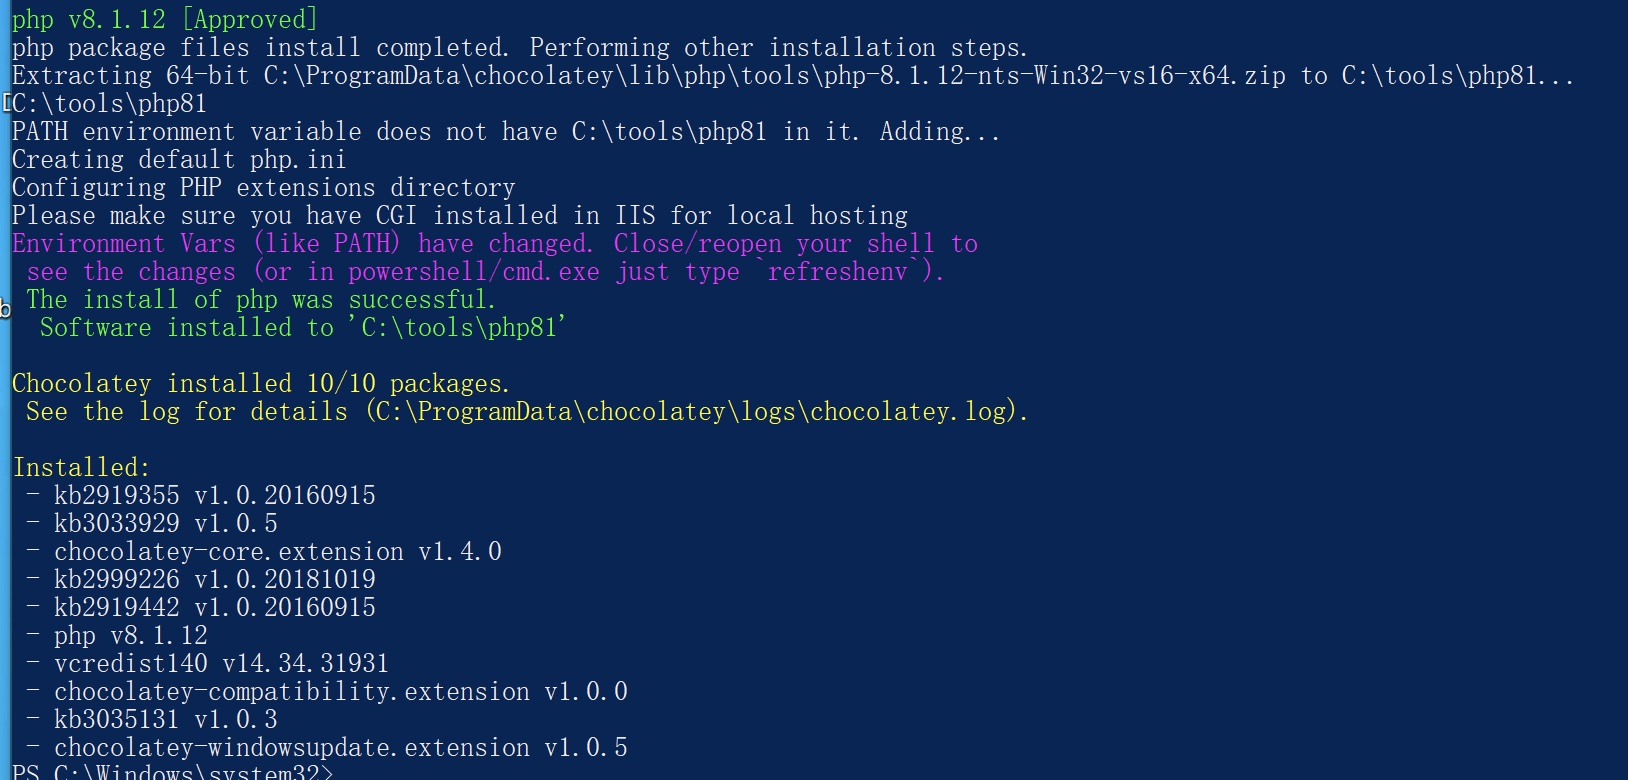 php v8.1.12 [Approved]
php package files install completed. Performing other installation steps.
Extracting 64-bit C:\ProgramData\chocolatey\lib\php\tools\php-8.1.12-nts-Win32-vs16-x64.zip to C:\tools\php81...
C:\tools\php81
PATH environment variable does not have C:\tools\php81 in it. Adding...
Creating default php.ini
Configuring PHP extensions directory
Please make sure you have CGI installed in IIS for local hosting
Environment Vars (like PATH) have changed. Close/reopen your shell to
 see the changes (or in powershell/cmd.exe just type `refreshenv`).
 The install of php was successful.
  Software installed to 'C:\tools\php81'

Chocolatey installed 10/10 packages.
 See the log for details (C:\ProgramData\chocolatey\logs\chocolatey.log).

Installed:
 - kb2919355 v1.0.20160915
 - kb3033929 v1.0.5
 - chocolatey-core.extension v1.4.0
 - kb2999226 v1.0.20181019
 - kb2919442 v1.0.20160915
 - php v8.1.12
 - vcredist140 v14.34.31931
 - chocolatey-compatibility.extension v1.0.0
 - kb3035131 v1.0.3
 - chocolatey-windowsupdate.extension v1.0.5
PS C:\Windows\system32>